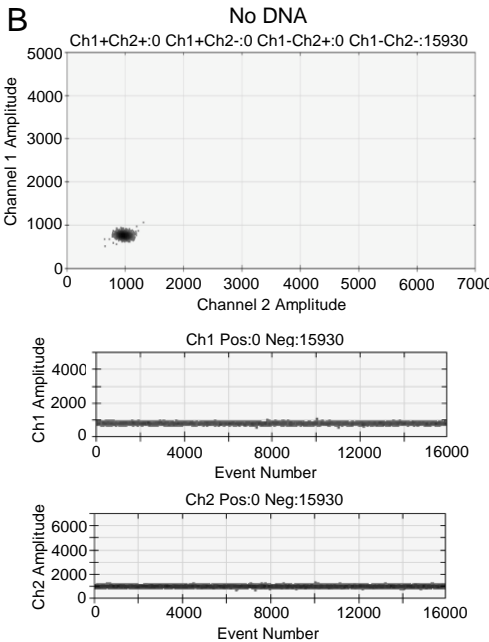 B
No DNA
Ch1+Ch2+:0 Ch1+Ch2-:0 Ch1-Ch2+:0 Ch1-Ch2-:15930
5000
4000
3000
2000
1000
0
Channel 1 Amplitude
0 1000 2000 3000 4000 5000 6000 7000
Channel 2 Amplitude
Ch1 Pos:0 Neg:15930
4000
2000
0
Ch1 Amplitude
0 4000 8000 12000 16000
Event Number
Ch2 Pos:0 Neg:15930
6000
4000
2000
0
Ch2 Amplitude
0 4000 8000 12000 16000
Event Number